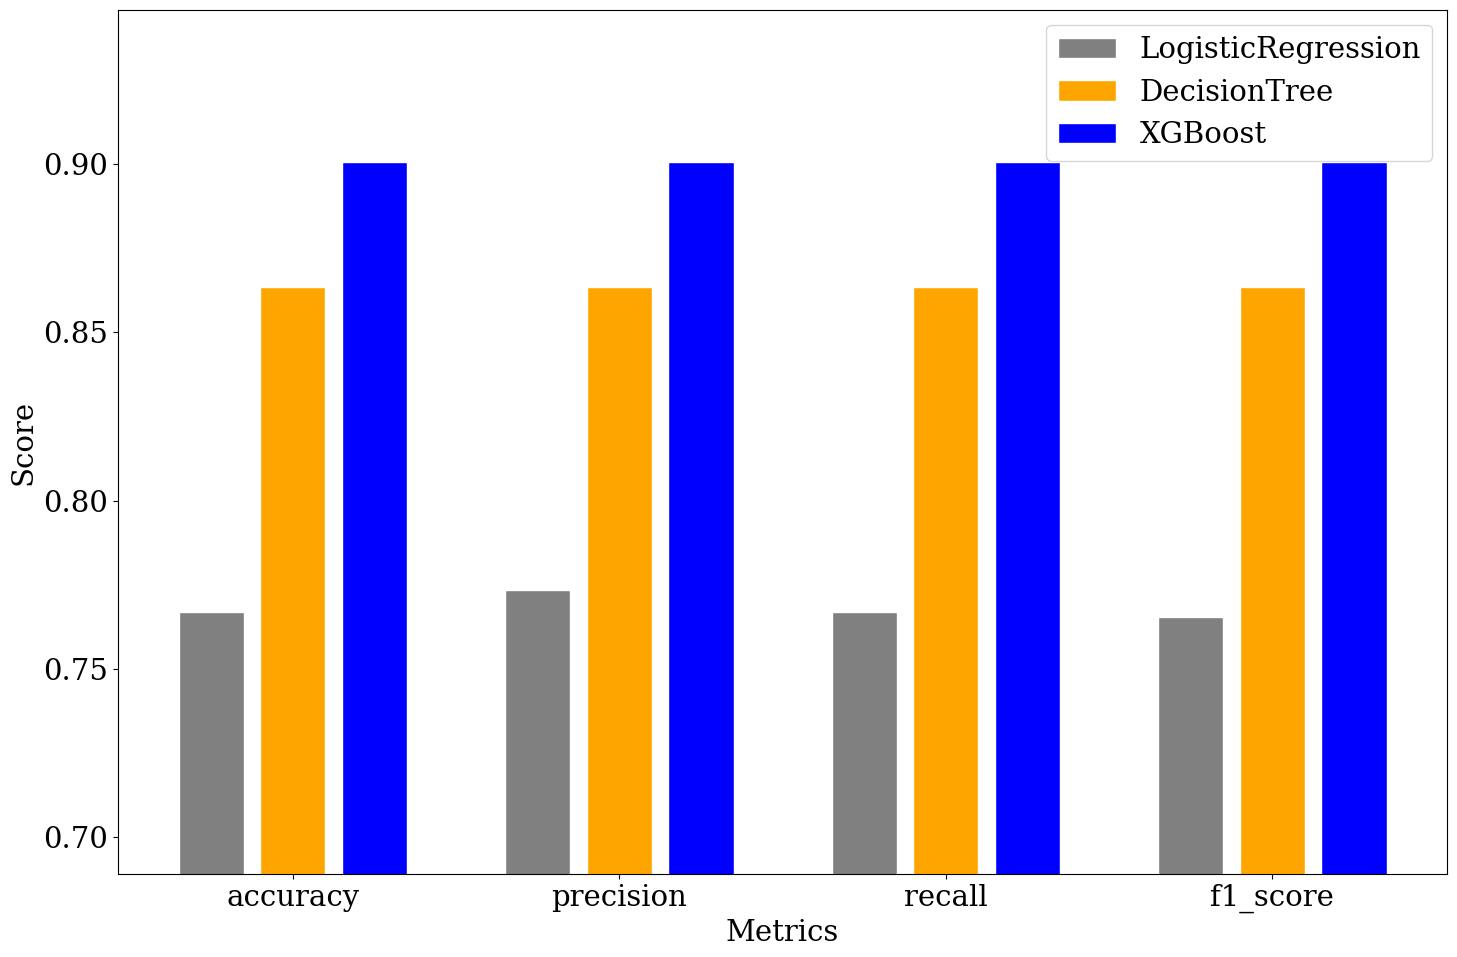 LogisticRegression
DecisionTree
XGBoost
0.90
0.85
0.80
0.75
0.70
Score
accuracy precision recall f1_score
Metrics